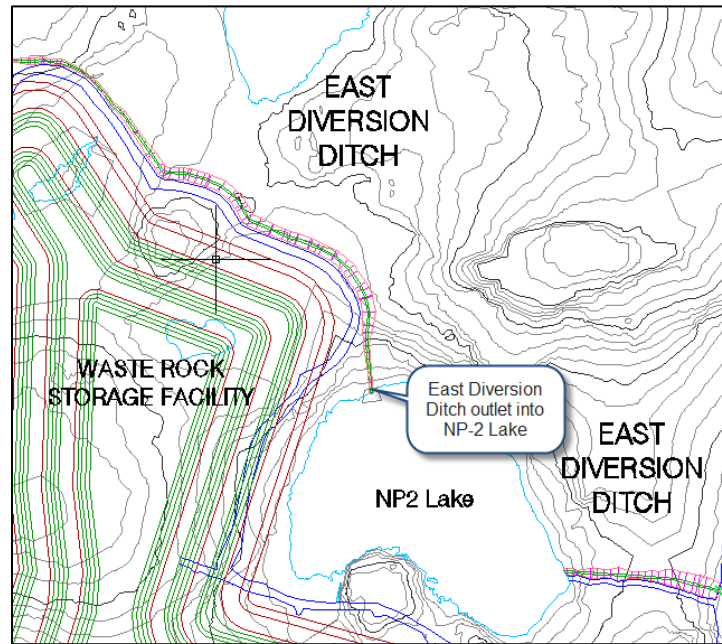 EAST
DIVERSION
DITCH
WASTE ROCK
STORAGE FACILITY
East Diversion
Ditch outlet into
NP-2 Lake
EAST
DIVERSION
DITCH
NP2 Lake